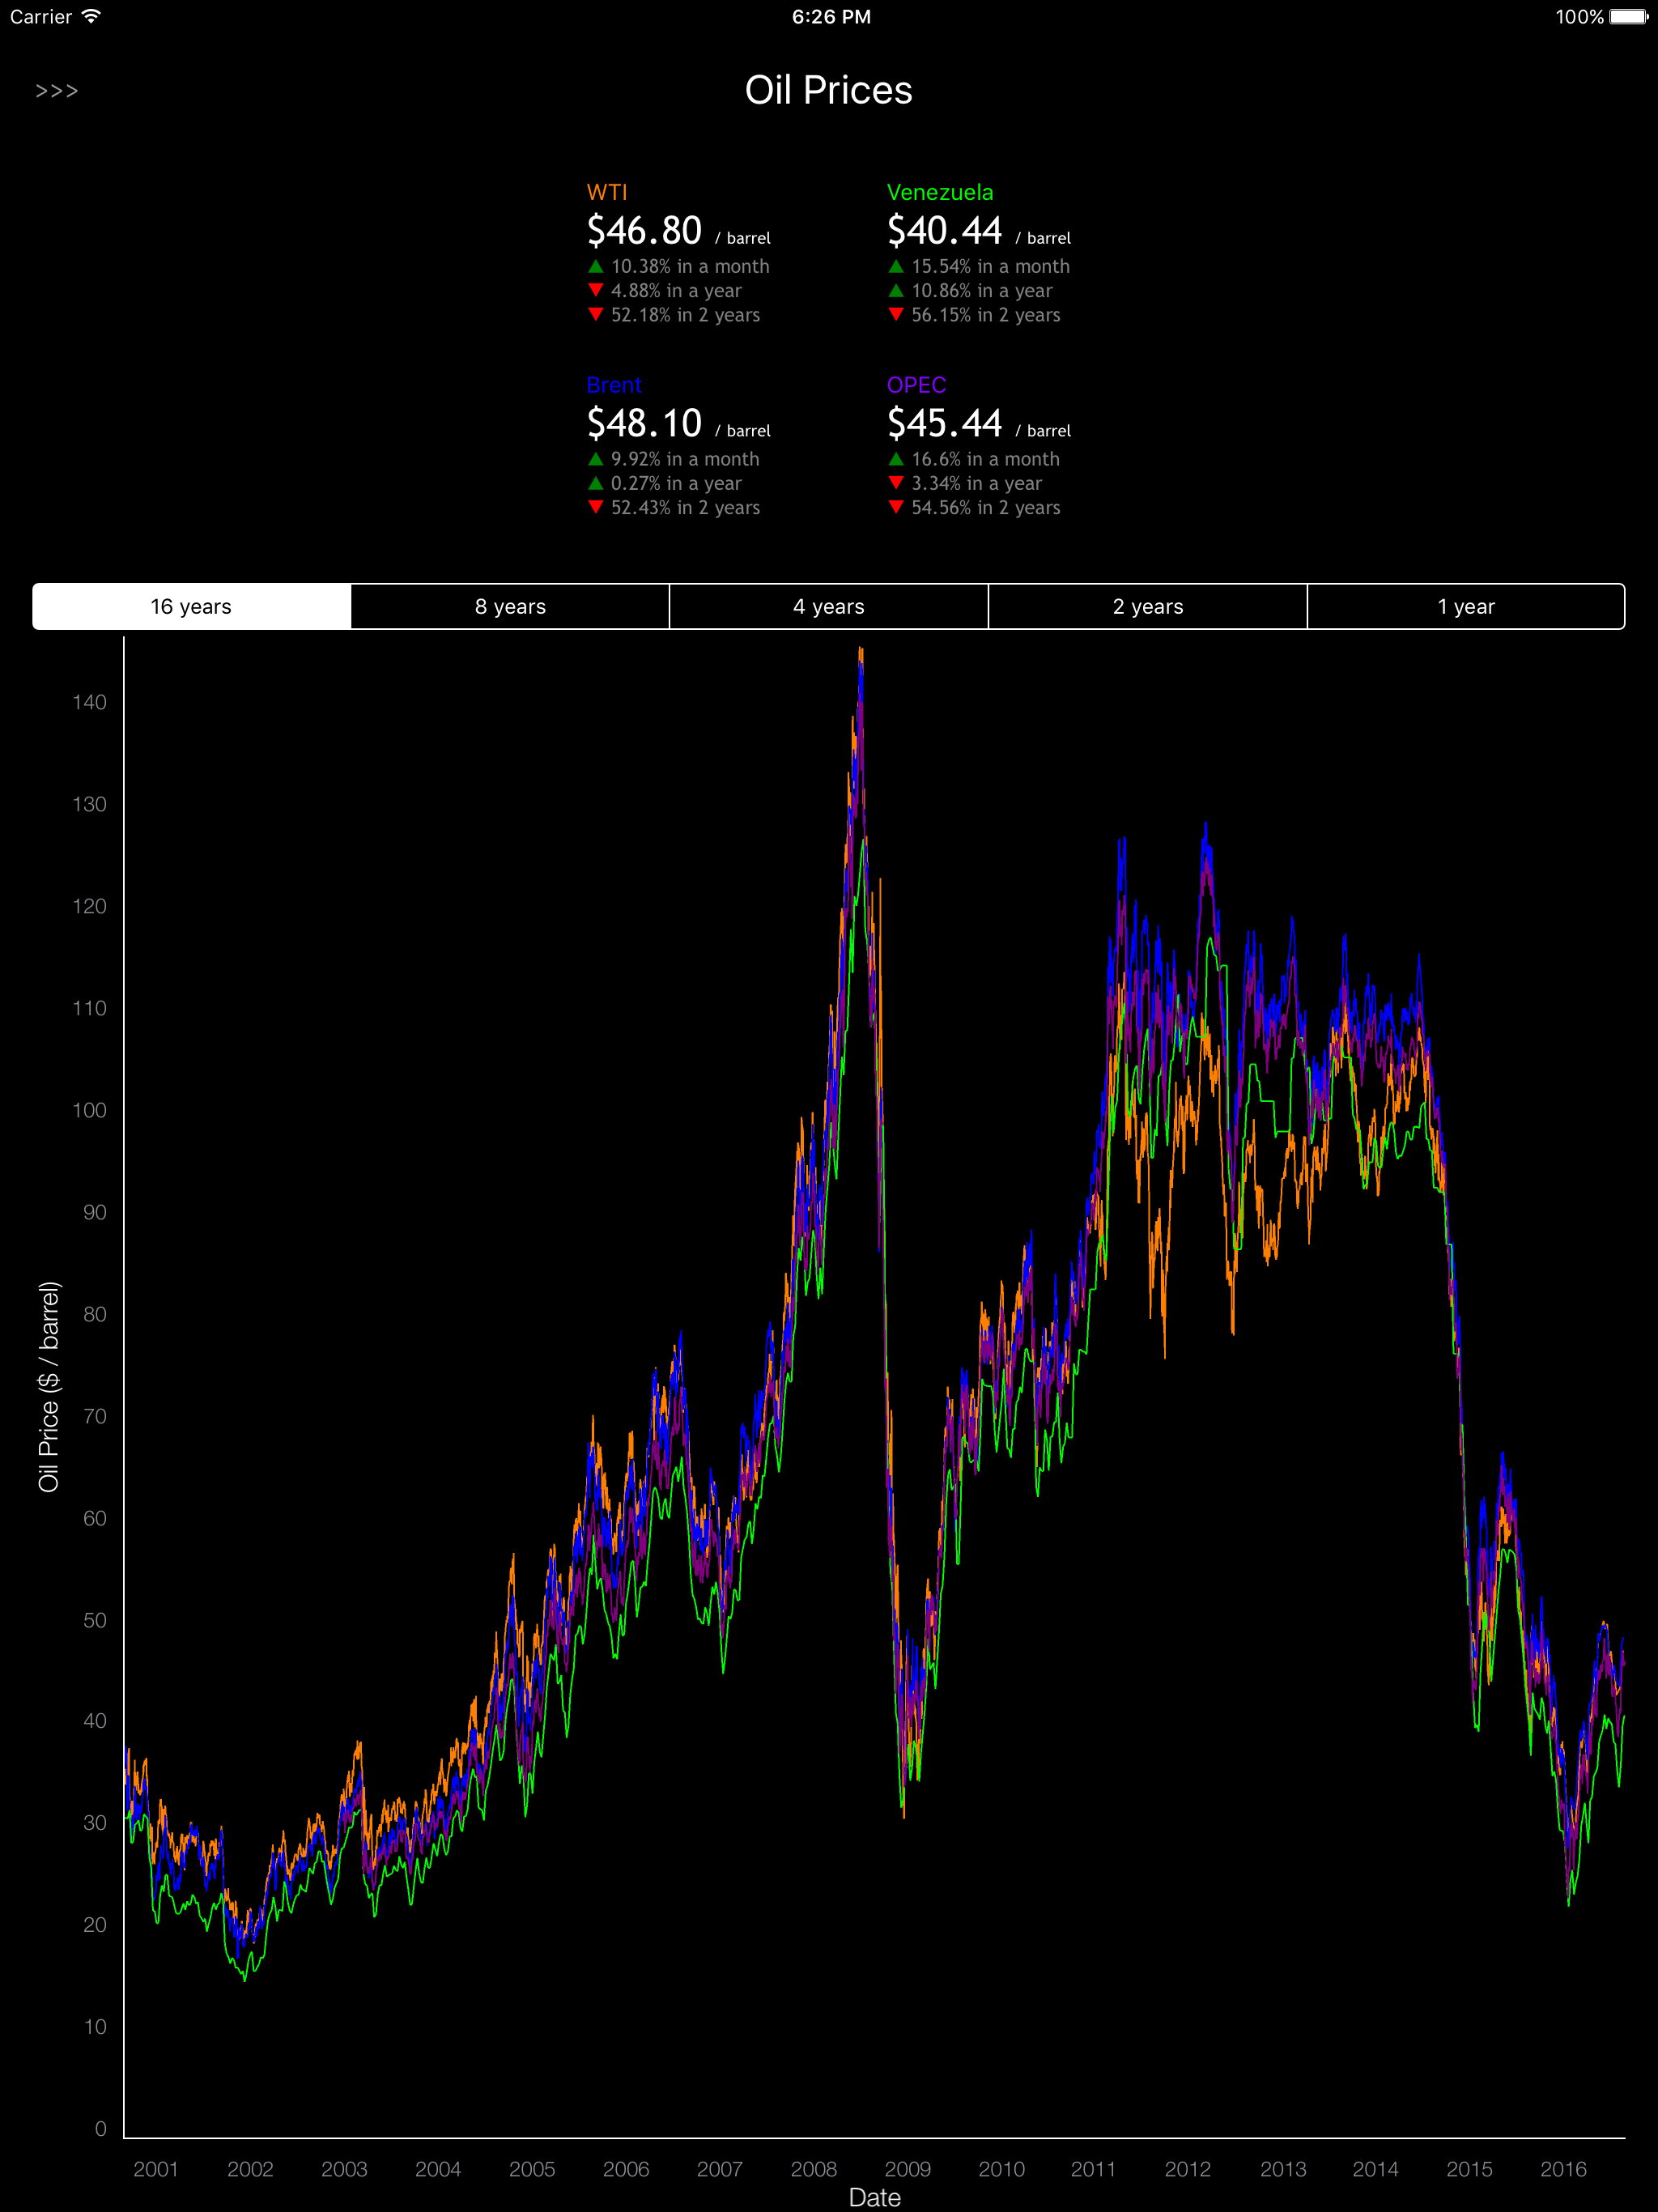 Carrier 6:26 PM 100%
>>> Oil Prices
WTI
$46.80 / barrel
▲ 10.38% in a month
▼ 4.88% in a year
▼ 52.18% in 2 years
Venezuela
$40.44 / barrel
▲ 15.54% in a month
▲ 10.86% in a year
▼ 56.15% in 2 years
Brent
$48.10 / barrel
▲ 9.92% in a month
▲ 0.27% in a year
▼ 52.43% in 2 years
OPEC
$45.44 / barrel
▲ 16.6% in a month
▼ 3.34% in a year
▼ 54.56% in 2 years
16 years 8 years 4 years 2 years 1 year
Oil Price ($ / barrel)
140
130
120
110
100
90
80
70
60
50
40
30
20
10
0
2001 2002 2003 2004 2005 2006 2007 2008 2009 2010 2011 2012 2013 2014 2015 2016
Date